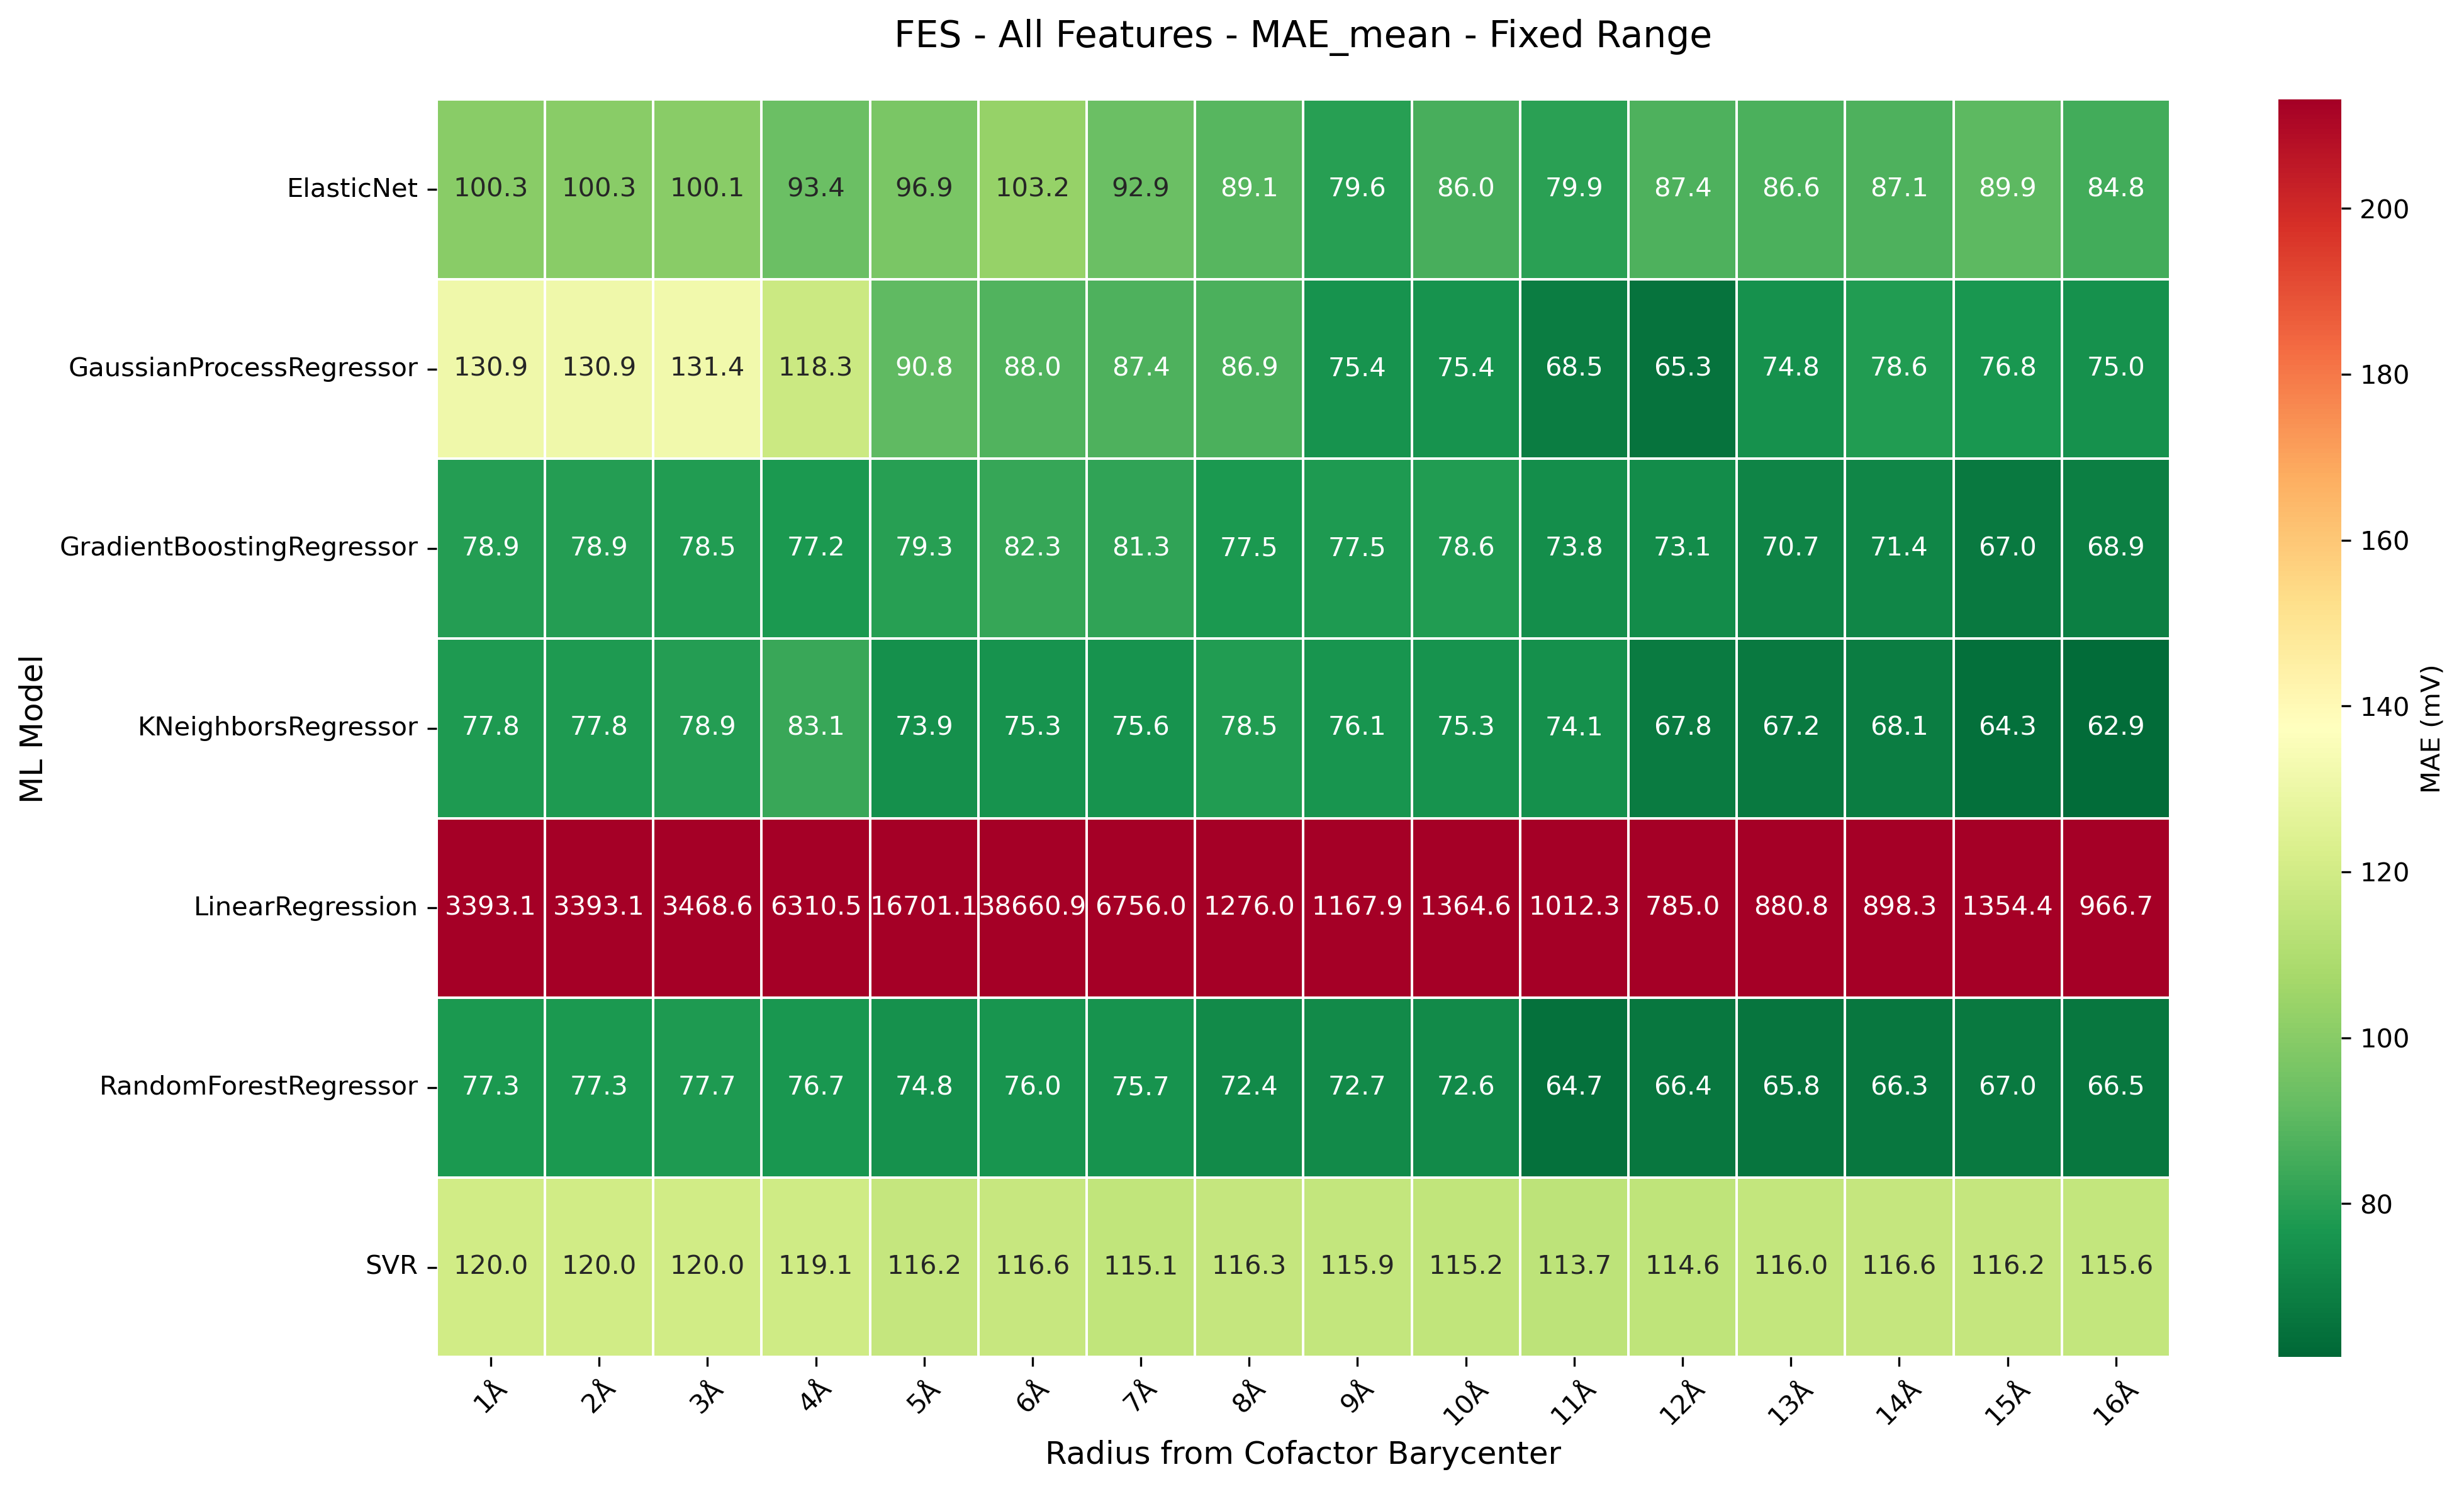 FES - All Features - MAE_mean - Fixed Range
ML Model
ElasticNet 100.3 100.3 100.1 93.4 96.9 103.2 92.9 89.1 79.6 86.0 79.9 87.4 86.6 87.1 89.9 84.8
GaussianProcessRegressor 130.9 130.9 131.4 118.3 90.8 88.0 87.4 86.9 75.4 75.4 68.5 65.3 74.8 78.6 76.8 75.0
GradientBoostingRegressor 78.9 78.9 78.5 77.2 79.3 82.3 81.3 77.5 77.5 78.6 73.8 73.1 70.7 71.4 67.0 68.9
KNeighborsRegressor 77.8 77.8 78.9 83.1 73.9 75.3 75.6 78.5 76.1 75.3 74.1 67.8 67.2 68.1 64.3 62.9
LinearRegression 3393.1 3393.1 3468.6 6310.5 16701.1 38660.9 6756.0 1276.0 1167.9 1364.6 1012.3 785.0 880.8 898.3 1354.4 966.7
RandomForestRegressor 77.3 77.3 77.7 76.7 74.8 76.0 75.7 72.4 72.7 72.6 64.7 66.4 65.8 66.3 67.0 66.5
SVR 120.0 120.0 120.0 119.1 116.2 116.6 115.1 116.3 115.9 115.2 113.7 114.6 116.0 116.6 116.2 115.6
1Å 2Å 3Å 4Å 5Å 6Å 7Å 8Å 9Å 10Å 11Å 12Å 13Å 14Å 15Å 16Å
Radius from Cofactor Barycenter
200
180
160
140
120
100
80
MAE (mV)